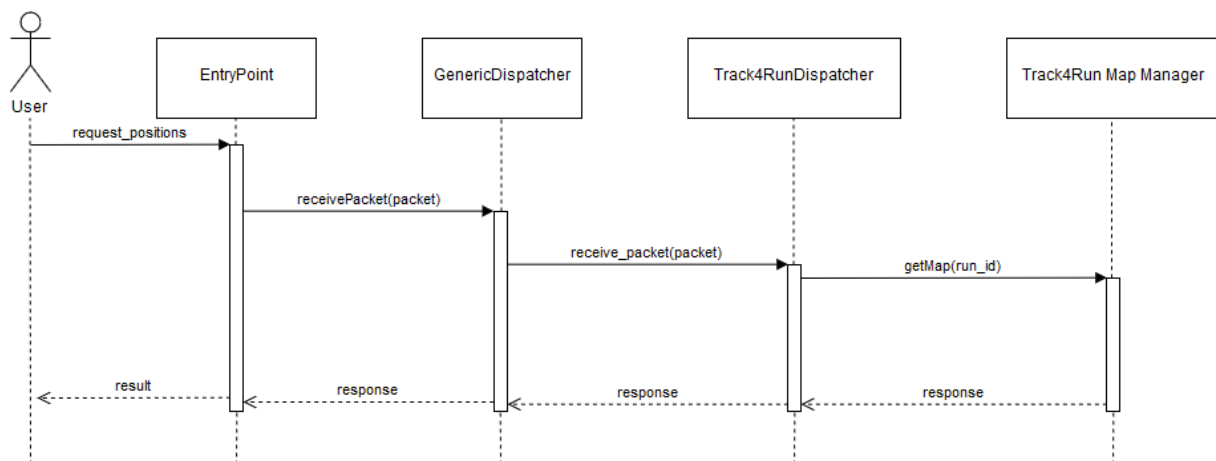 EntryPoint
GenericDispatcher
Track4RunDispatcher
Track4Run Map Manager
User
request_positions
receivePacket(packet)
receive_packet(packet)
getMap(run_id)
result
response
response
response